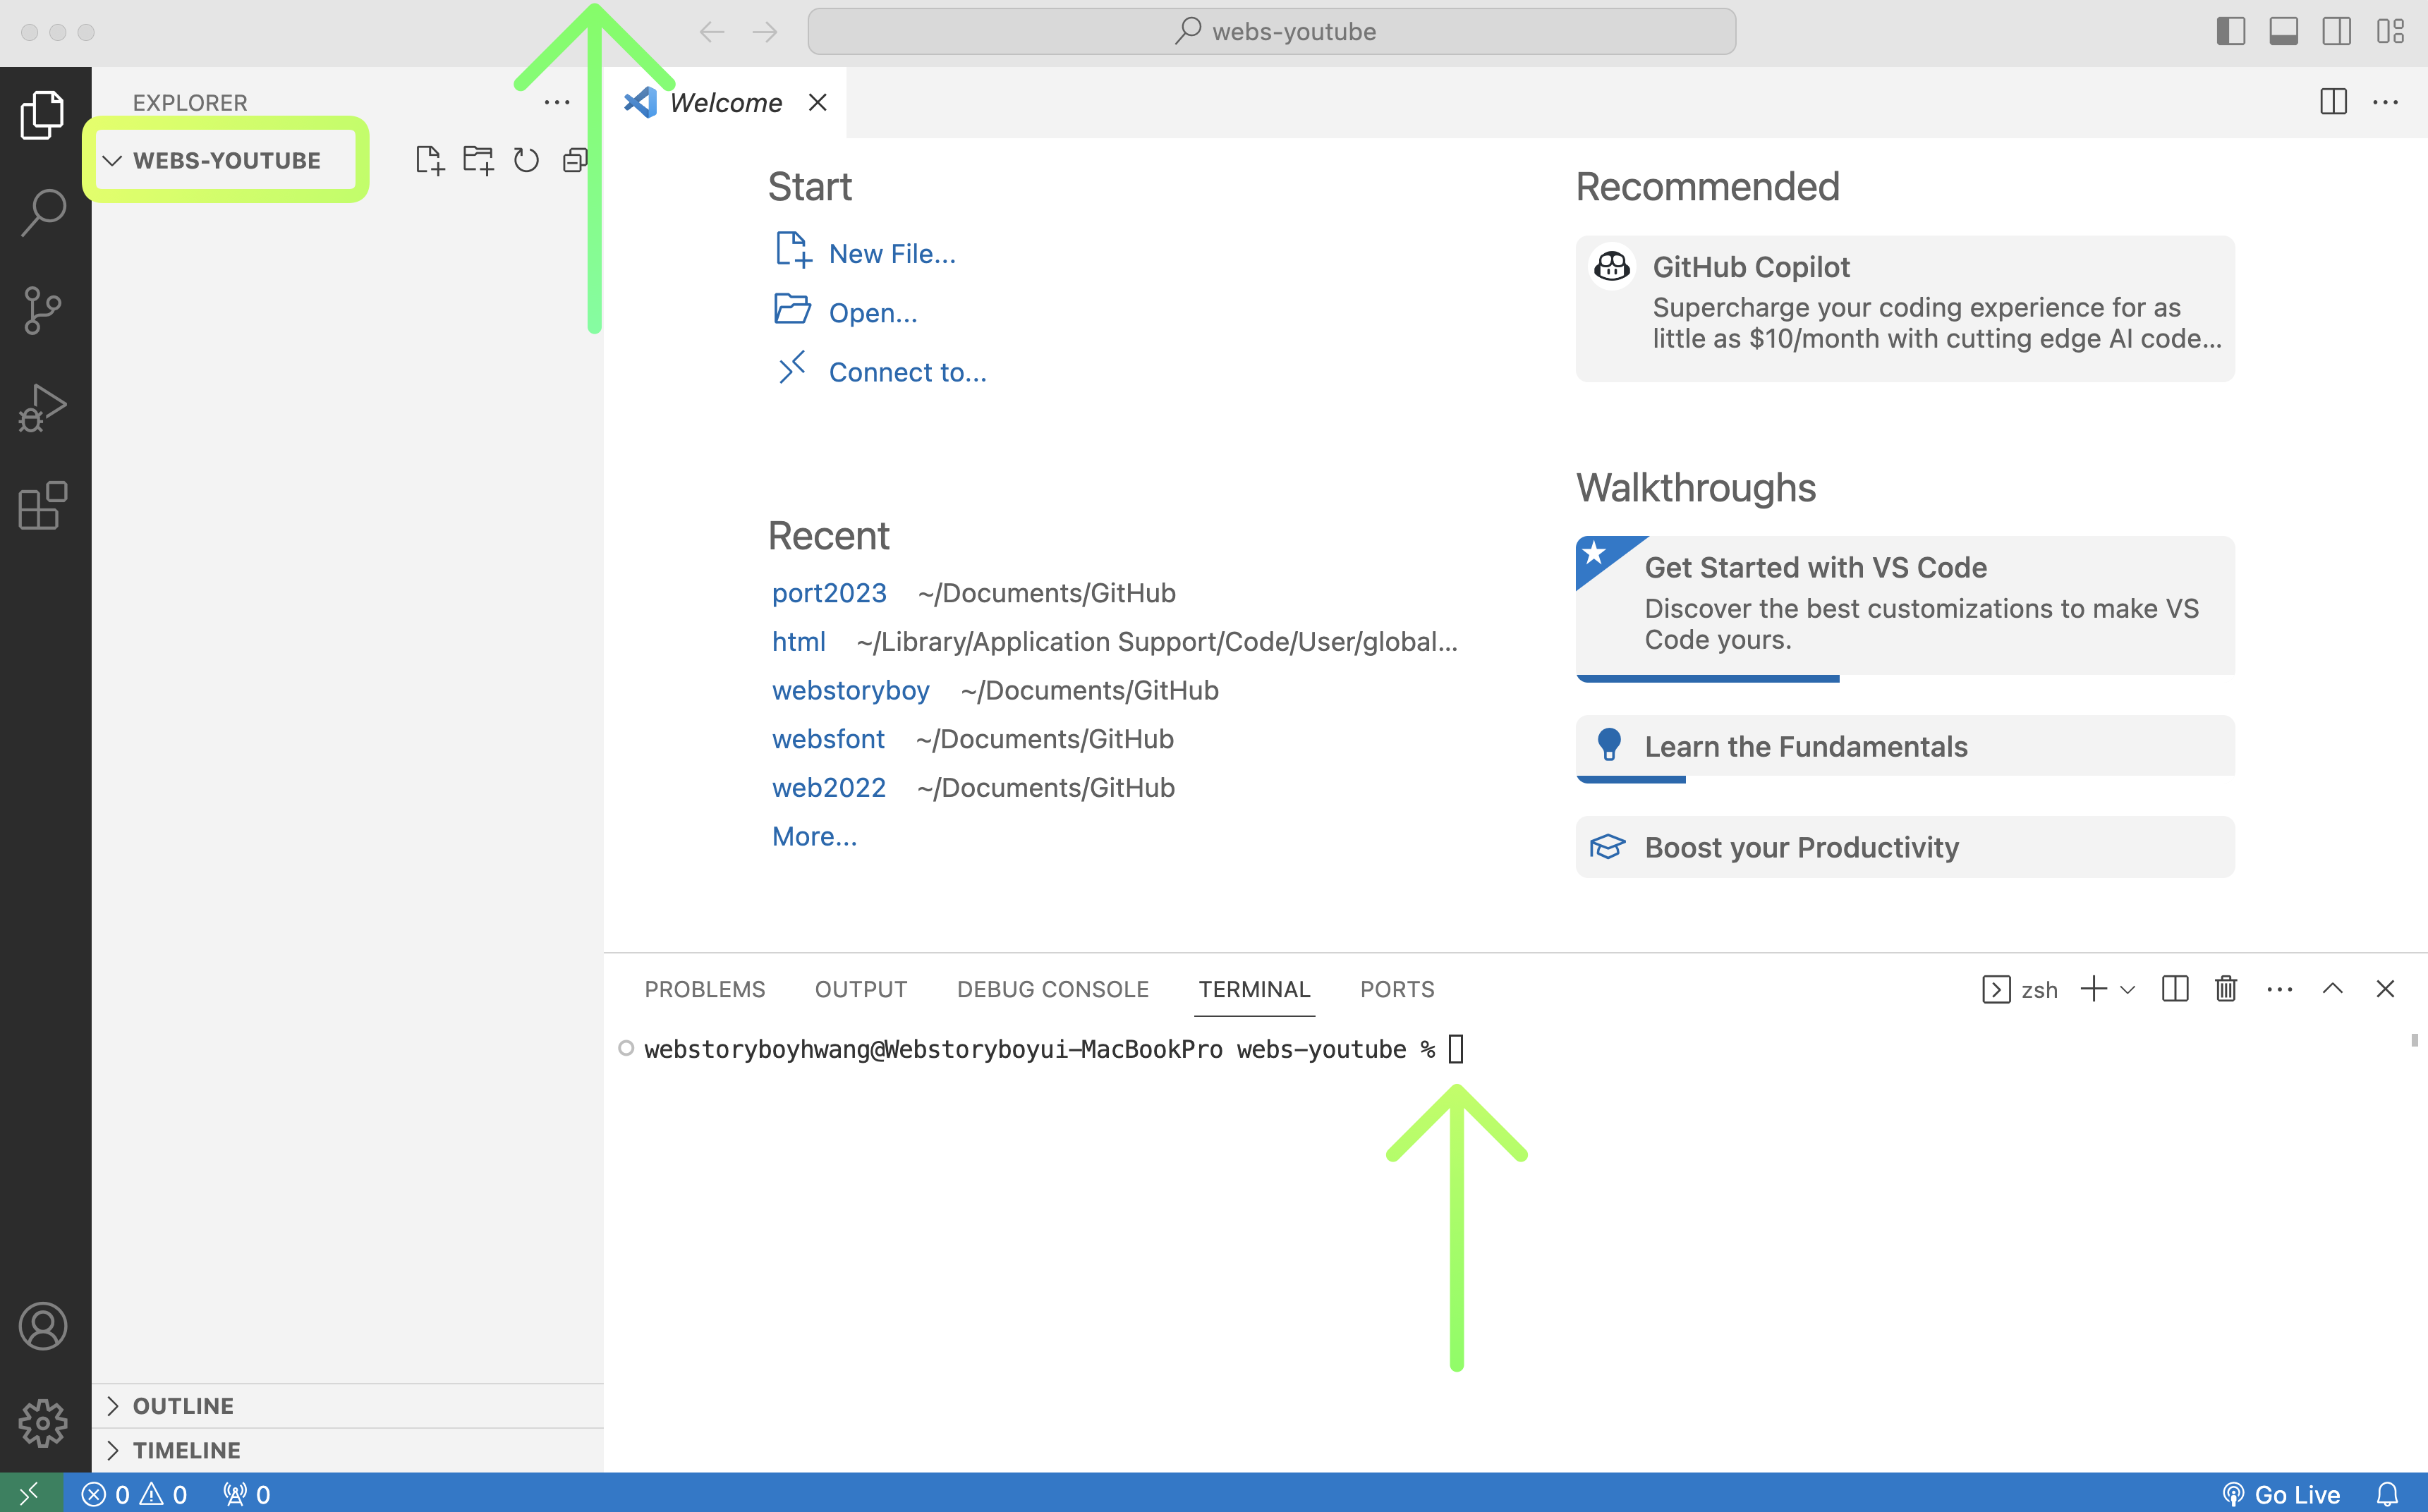 webs-youtube
EXPLORER
WEBS-YOUTUBE
Welcome
Start
New File...
Open...
Connect to...
Recent
port2023 ~/Documents/GitHub
html ~/Library/Application Support/Code/User/global...
webstoryboy ~/Documents/GitHub
websfont ~/Documents/GitHub
web2022 ~/Documents/GitHub
More...
Recommended
GitHub Copilot
Supercharge your coding experience for as
little as $10/month with cutting edge AI code...
Walkthroughs
Get Started with VS Code
Discover the best customizations to make VS
Code yours.
Learn the Fundamentals
Boost your Productivity
PROBLEMS OUTPUT DEBUG CONSOLE TERMINAL PORTS
zsh
webstoryboyhwang@Webstoryboyui-MacBookPro webs-youtube %
OUTLINE
TIMELINE
0 0 0
Go Live